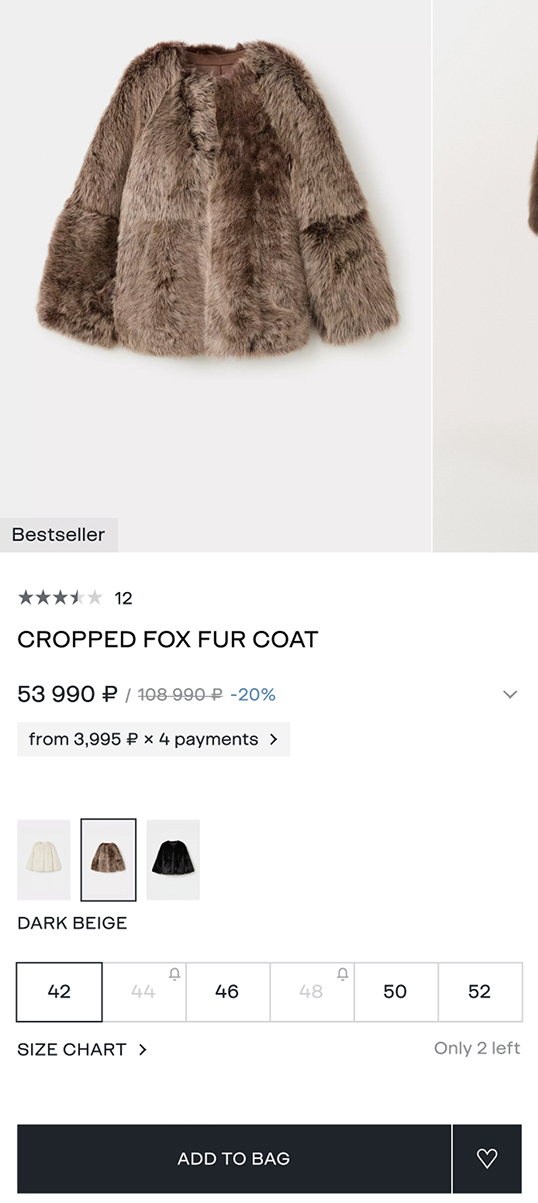 Bestseller
12
CROPPED FOX FUR COAT
53 990 ₽ / 108 990 ₽ -20%
from 3,995 ₽ × 4 payments
DARK BEIGE
42 44 46 48 50 52
SIZE CHART Only 2 left
ADD TO BAG